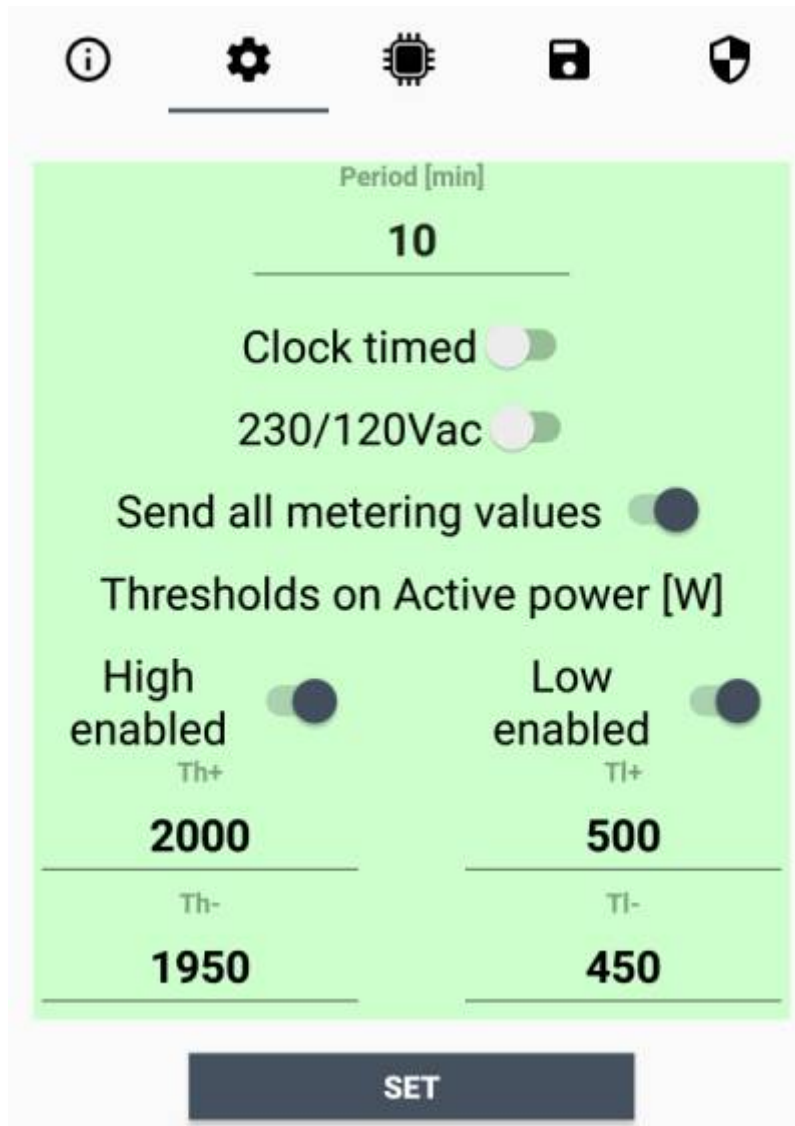 Period [min]
10
Clock timed
230/120Vac
Send all metering values
Thresholds on Active power [W]
High
enabled
Low
enabled
Th+
Tl+
2000
500
Th-
Tl-
1950
450
SET